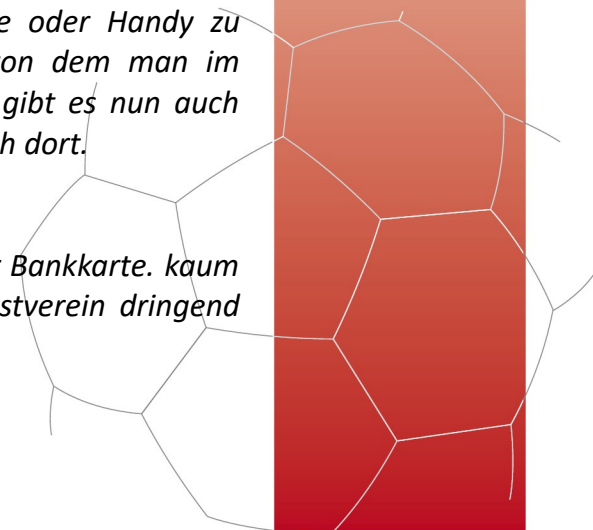 e oder Handy zu
on dem man im
gibt es nun auch
h dort.
r Bankkarte. kaum
stverein dringend